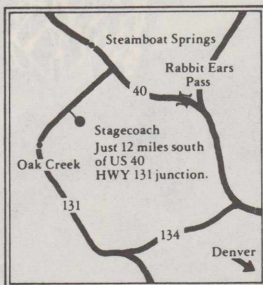 Steamboat Springs
Rabbit Ears
Pass
40
Stagecoach
Just 12 miles south
of US 40
HWY 131 junction.
Oak Creek
131
134
Denver